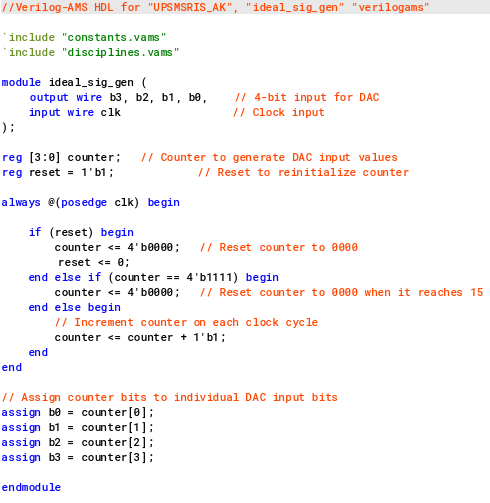 //Verilog-AMS HDL for "UPSMSRIS_AK", "ideal_sig_gen" "verilogams"
`include "constants.vams"
`include "disciplines.vams"
module ideal_sig_gen (
output wire b3, b2, b1, b0,    // 4-bit input for DAC
input wire clk                 // Clock input
);
reg [3:0] counter;   // Counter to generate DAC input values
reg reset = 1'b1;             // Reset to reinitialize counter
always @(posedge clk) begin
if (reset) begin
counter <= 4'b0000;   // Reset counter to 0000
reset <= 0;
end else if (counter == 4'b1111) begin
counter <= 4'b0000;   // Reset counter to 0000 when it reaches 15
end else begin
// Increment counter on each clock cycle
counter <= counter + 1'b1;
end
end
// Assign counter bits to individual DAC input bits
assign b0 = counter[0];
assign b1 = counter[1];
assign b2 = counter[2];
assign b3 = counter[3];
endmodule